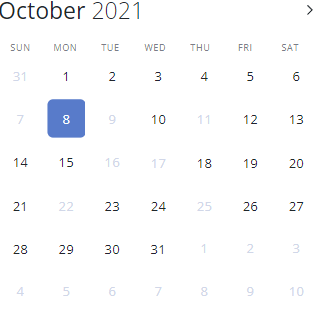 October 2021
SUN MON TUE WED THU FRI SAT
31 1 2 3 4 5 6
7 8 9 10 11 12 13
14 15 16 17 18 19 20
21 22 23 24 25 26 27
28 29 30 31 1 2 3
4 5 6 7 8 9 10